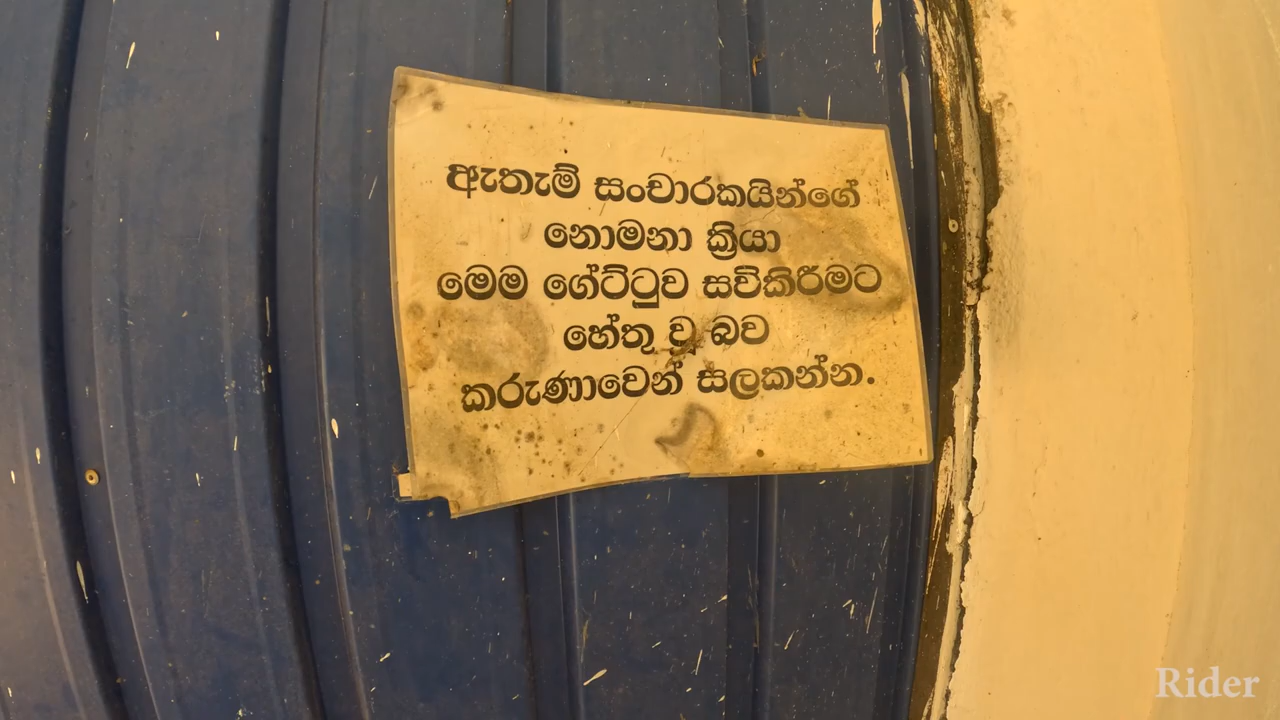 ඇතැම් සංචාරකයින්ගේ
නොමනා ක්‍රියා
මෙම ගේට්ටුව සවිකිරීමට
හේතු වූ බව
කරුණාවෙන් සලකන්න.
Rider